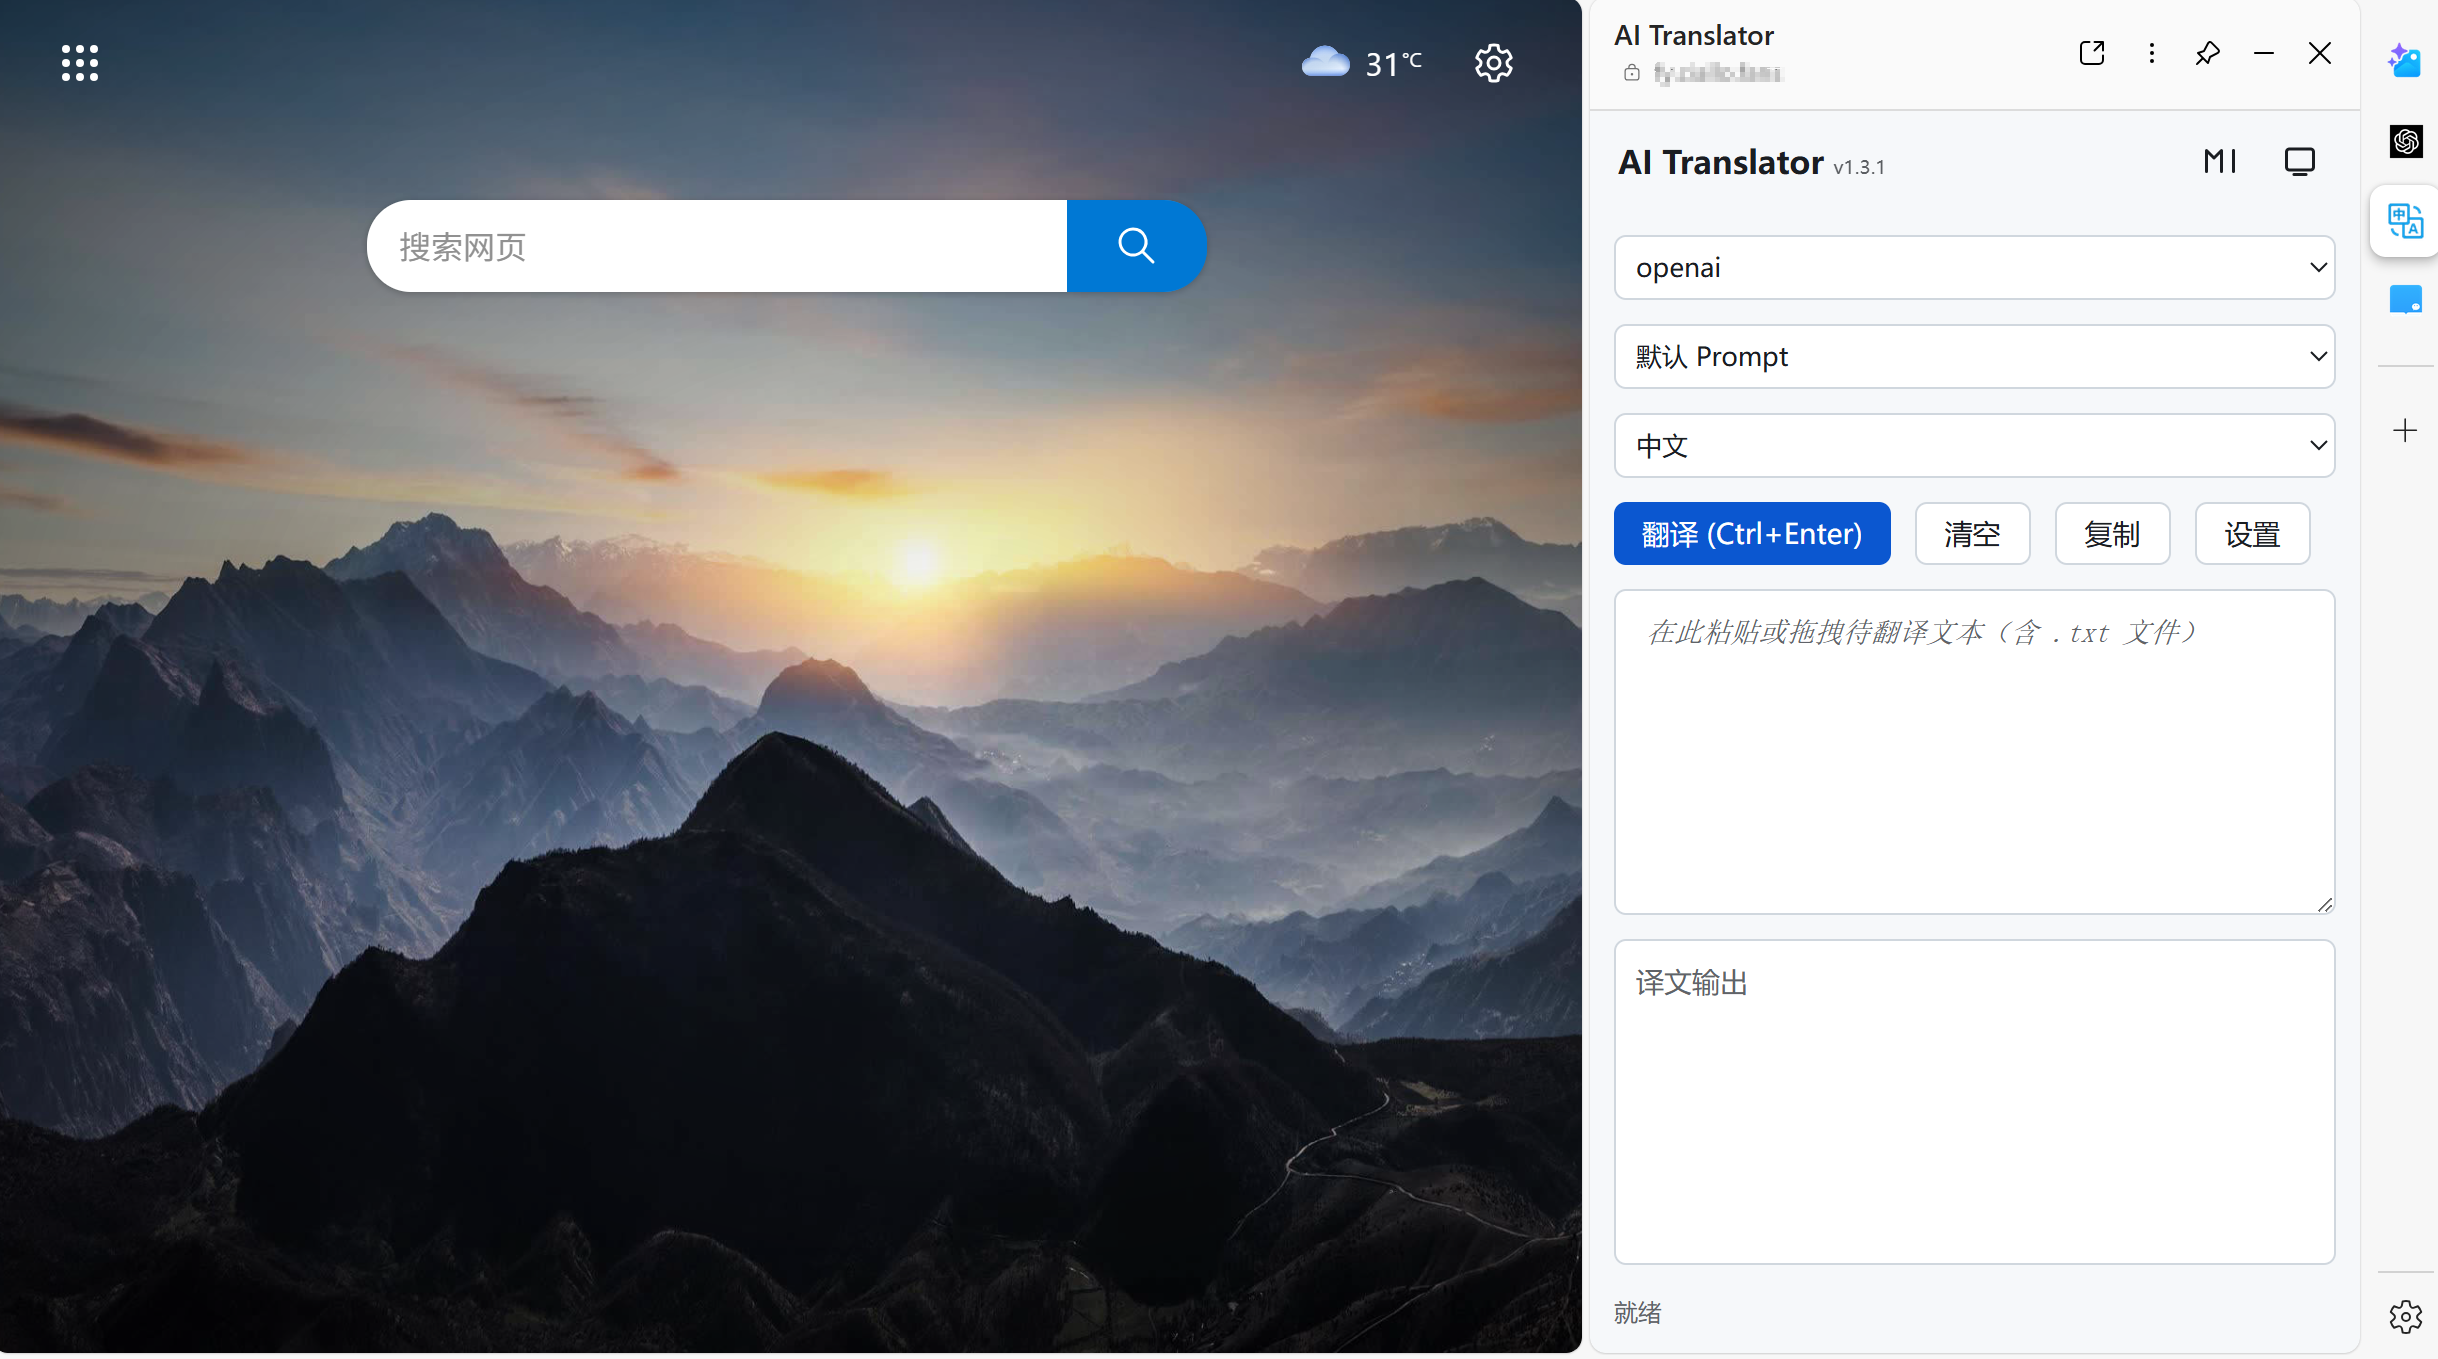 31℃
搜索网页
AI Translator
AI Translator v1.3.1
openai
默认 Prompt
中文
翻译 (Ctrl+Enter)
清空
复制
设置
在此粘贴或拖拽待翻译文本（含 .txt 文件）
译文输出
就绪